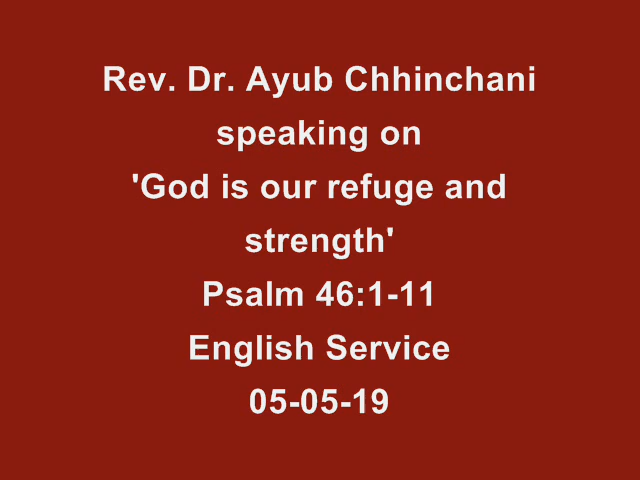 Rev. Dr. Ayub Chhinchani
speaking on
'God is our refuge and
strength'
Psalm 46:1-11
English Service
05-05-19